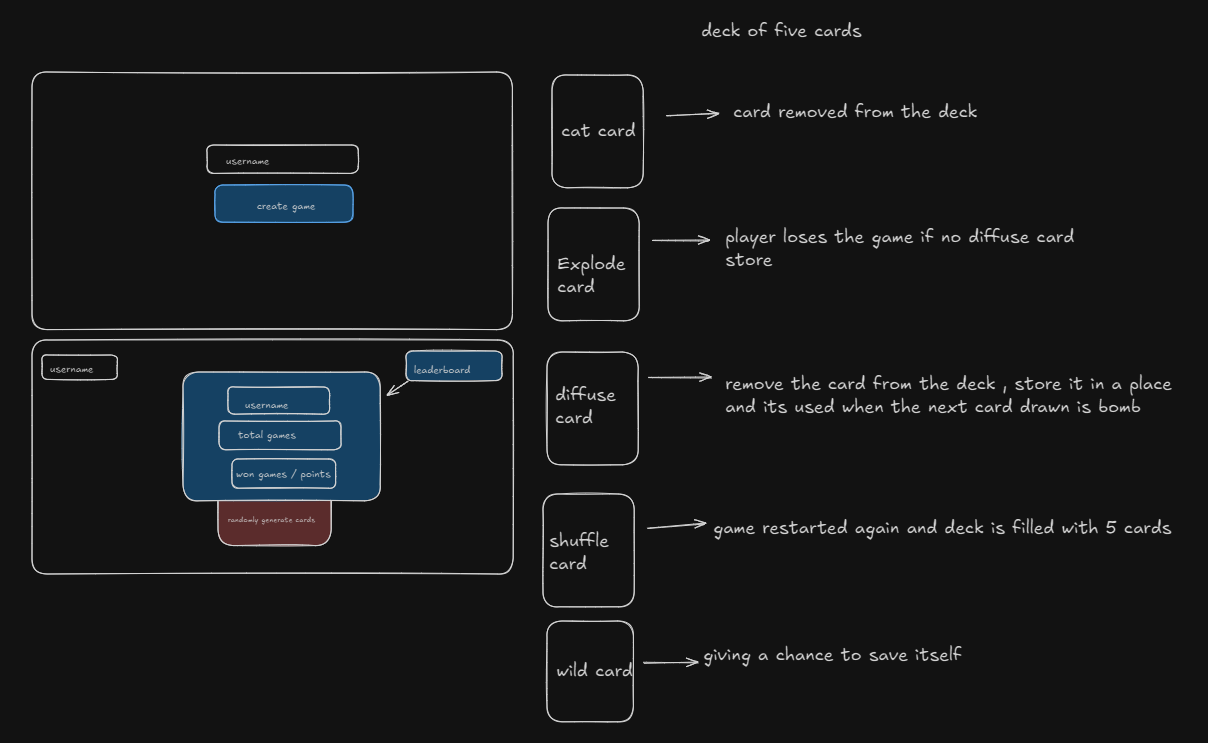 deck of five cards
username
create game
username
leaderboard
username
total games
won games / points
randomly generate cards
cat card
card removed from the deck
Explode
card
player loses the game if no diffuse card
store
diffuse
card
remove the card from the deck , store it in a place
and its used when the next card drawn is bomb
shuffle
card
game restarted again and deck is filled with 5 cards
wild card
giving a chance to save itself